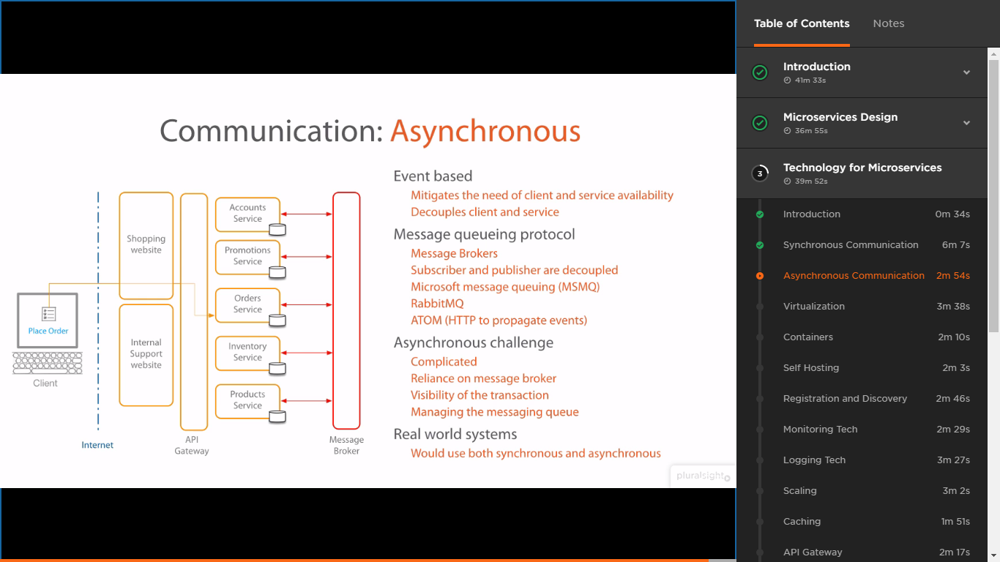 Communication: Asynchronous
Event based
Mitigates the need of client and service availability
Decouples client and service
Message queueing protocol
Message Brokers
Subscriber and publisher are decoupled
Microsoft message queuing (MSMQ)
RabbitMQ
ATOM (HTTP to propagate events)
Asynchronous challenge
Complicated
Reliance on message broker
Visibility of the transaction
Managing the messaging queue
Real world systems
Would use both synchronous and asynchronous
Place Order
Client
Internet
Shopping
website
Internal
Support
website
API
Gateway
Accounts
Service
Promotions
Service
Orders
Service
Inventory
Service
Products
Service
Message
Broker
pluralsight
Table of Contents
Notes
Introduction
41m 33s
Microservices Design
36m 55s
3
Technology for Microservices
39m 52s
Introduction 0m 34s
Synchronous Communication 6m 7s
Asynchronous Communication 2m 54s
Virtualization 3m 38s
Containers 2m 10s
Self Hosting 2m 3s
Registration and Discovery 2m 46s
Monitoring Tech 2m 29s
Logging Tech 3m 27s
Scaling 3m 2s
Caching 1m 51s
API Gateway 2m 17s